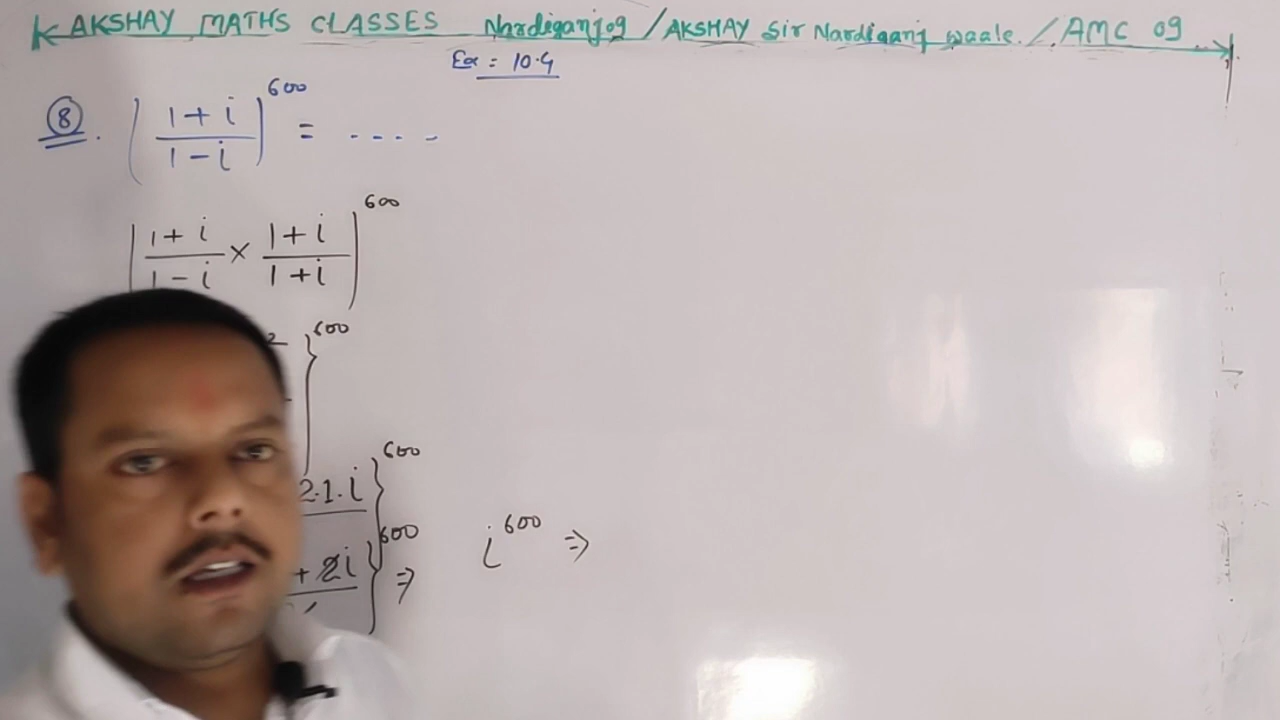 AKSHAY MATHS CLASSES Nardiganj09 / AKSHAY Sir Nardiganj waale. / AMC 09
Ex = 10.4
8. (1+i / 1-i)^600 = ....
(1+i / 1-i × 1+i / 1+i)^600
2 }^600
2.1.i }^600
+ 2i }^600 ⇒ i^600 ⇒